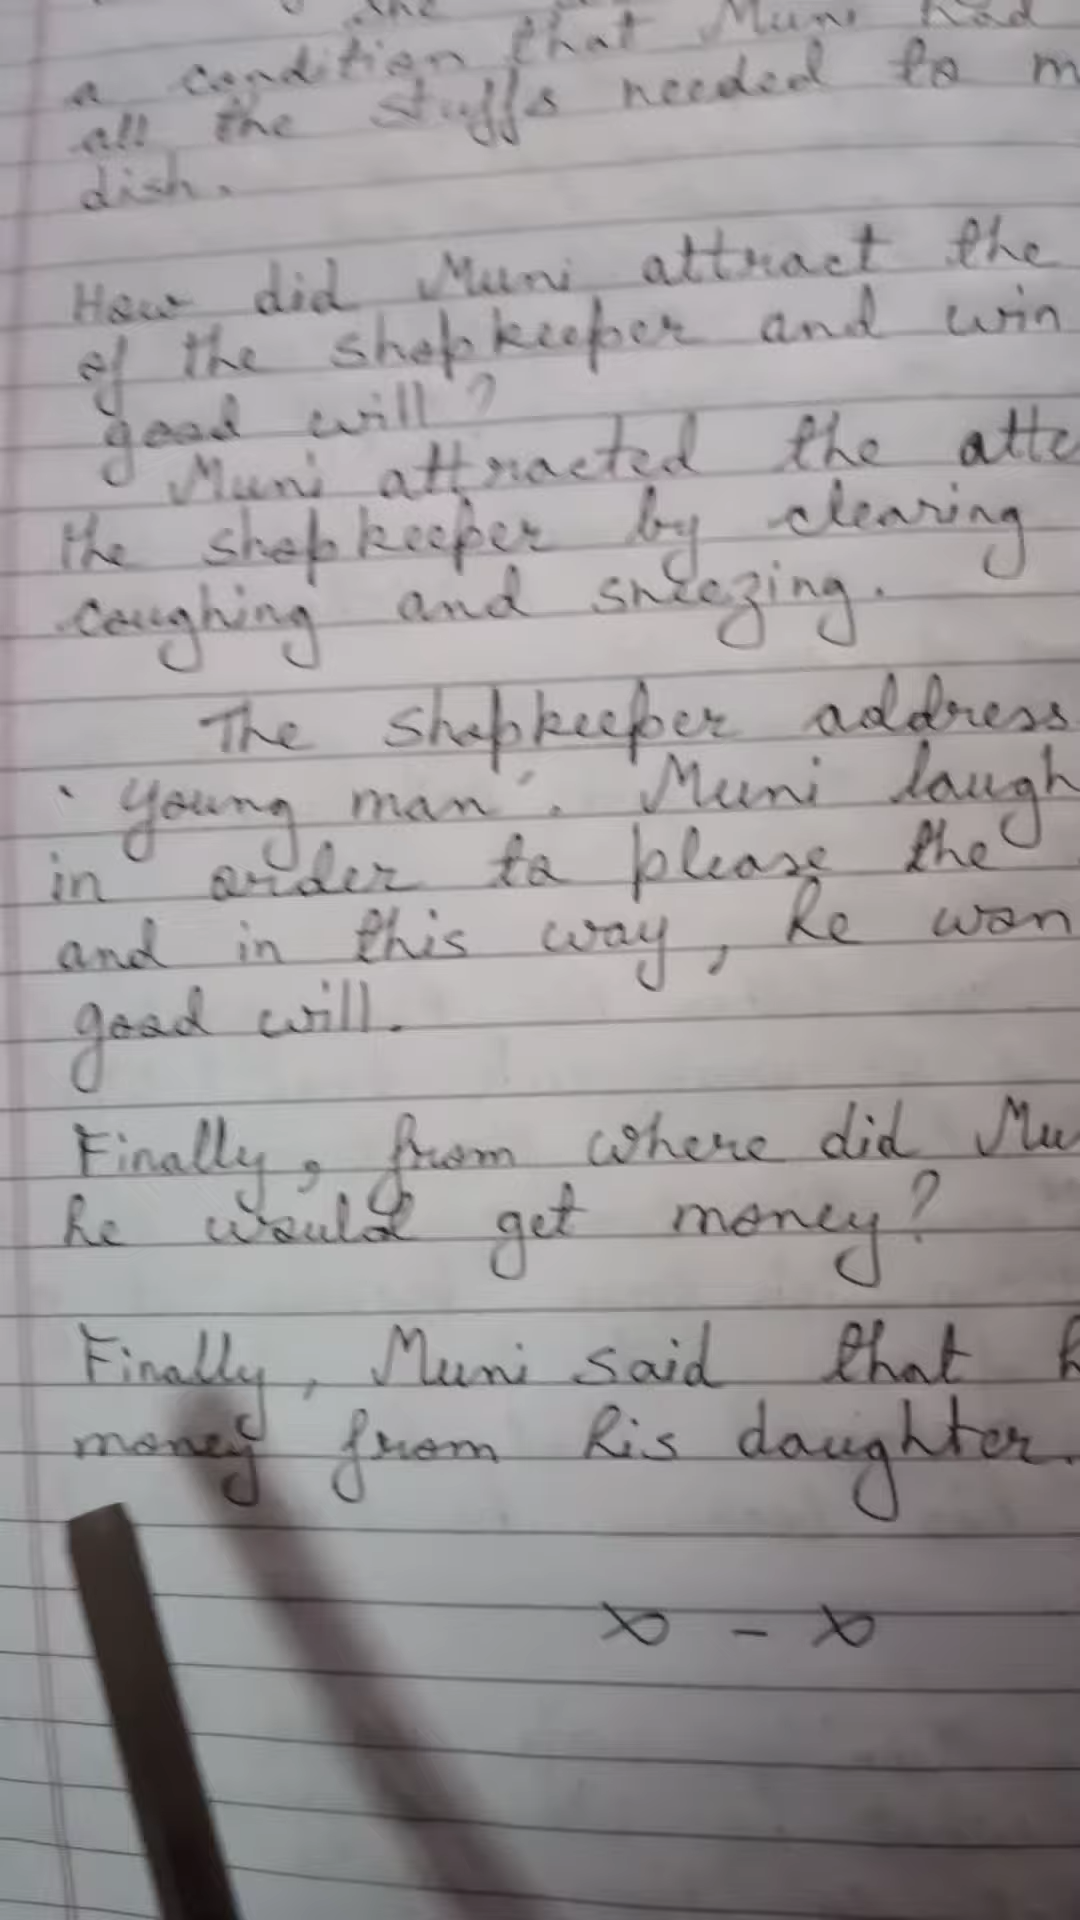 the
a condition that Muni had
all the stuffs needed to m
dish.
How did Muni attract the
of the shopkeeper and win
good will?
Muni attracted the atte
the shopkeeper by clearing
coughing and sneezing.
The shopkeeper address
'young man'. Muni laugh
in order to please the
and in this way, he won
good will.
Finally, from where did Mu
he would get money?
Finally, Muni said that h
money from his daughter.
x - x